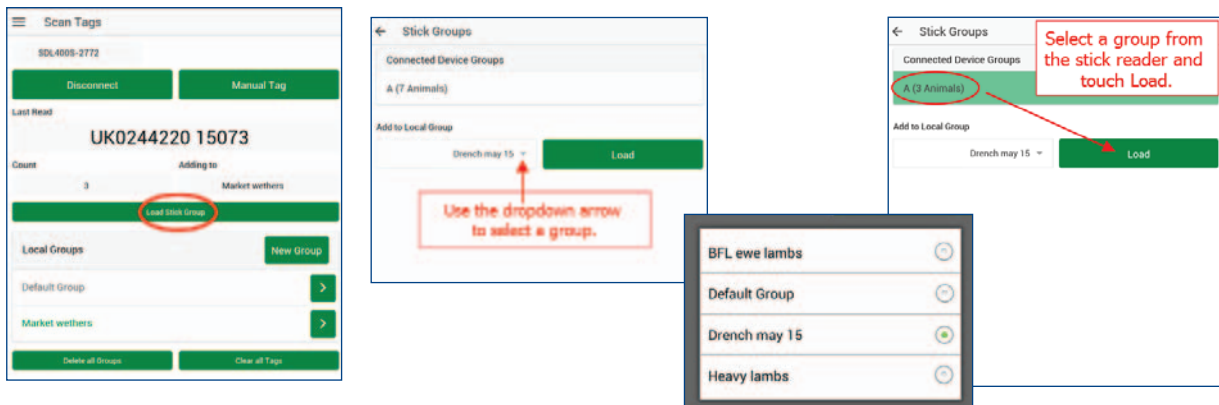 Scan Tags
SDL400S-2772
Disconnect
Manual Tag
Last Read
UK0244220 15073
Count
Adding to
3
Market wethers
Load Stick Group
Local Groups
New Group
Default Group
Market wethers
Delete all Groups
Clear all Tags
Stick Groups
Connected Device Groups
A (7 Animals)
Add to Local Group
Drench may 15
Load
Use the dropdown arrow
to select a group.
BFL ewe lambs
Default Group
Drench may 15
Heavy lambs
Stick Groups
Connected Device Groups
A (3 Animals)
Add to Local Group
Drench may 15
Load
Select a group from
the stick reader and
touch Load.